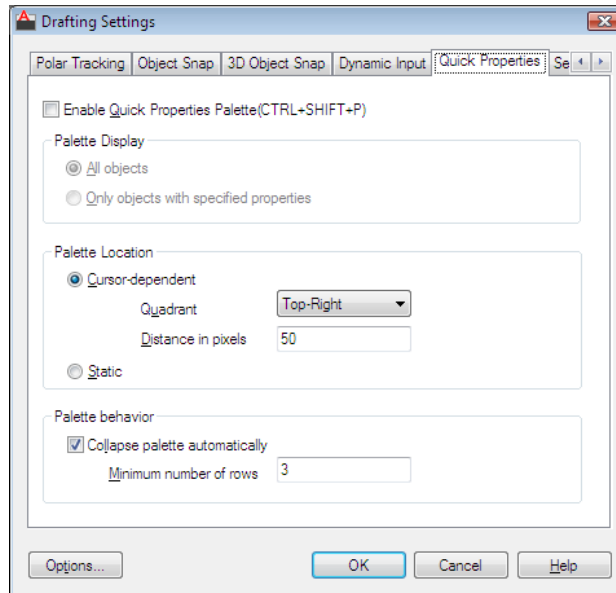 Drafting Settings
Polar Tracking Object Snap 3D Object Snap Dynamic Input Quick Properties Se
Enable Quick Properties Palette(CTRL+SHIFT+P)
Palette Display
All objects
Only objects with specified properties
Palette Location
Cursor-dependent
Quadrant Top-Right
Distance in pixels 50
Static
Palette behavior
Collapse palette automatically
Minimum number of rows 3
Options... OK Cancel Help